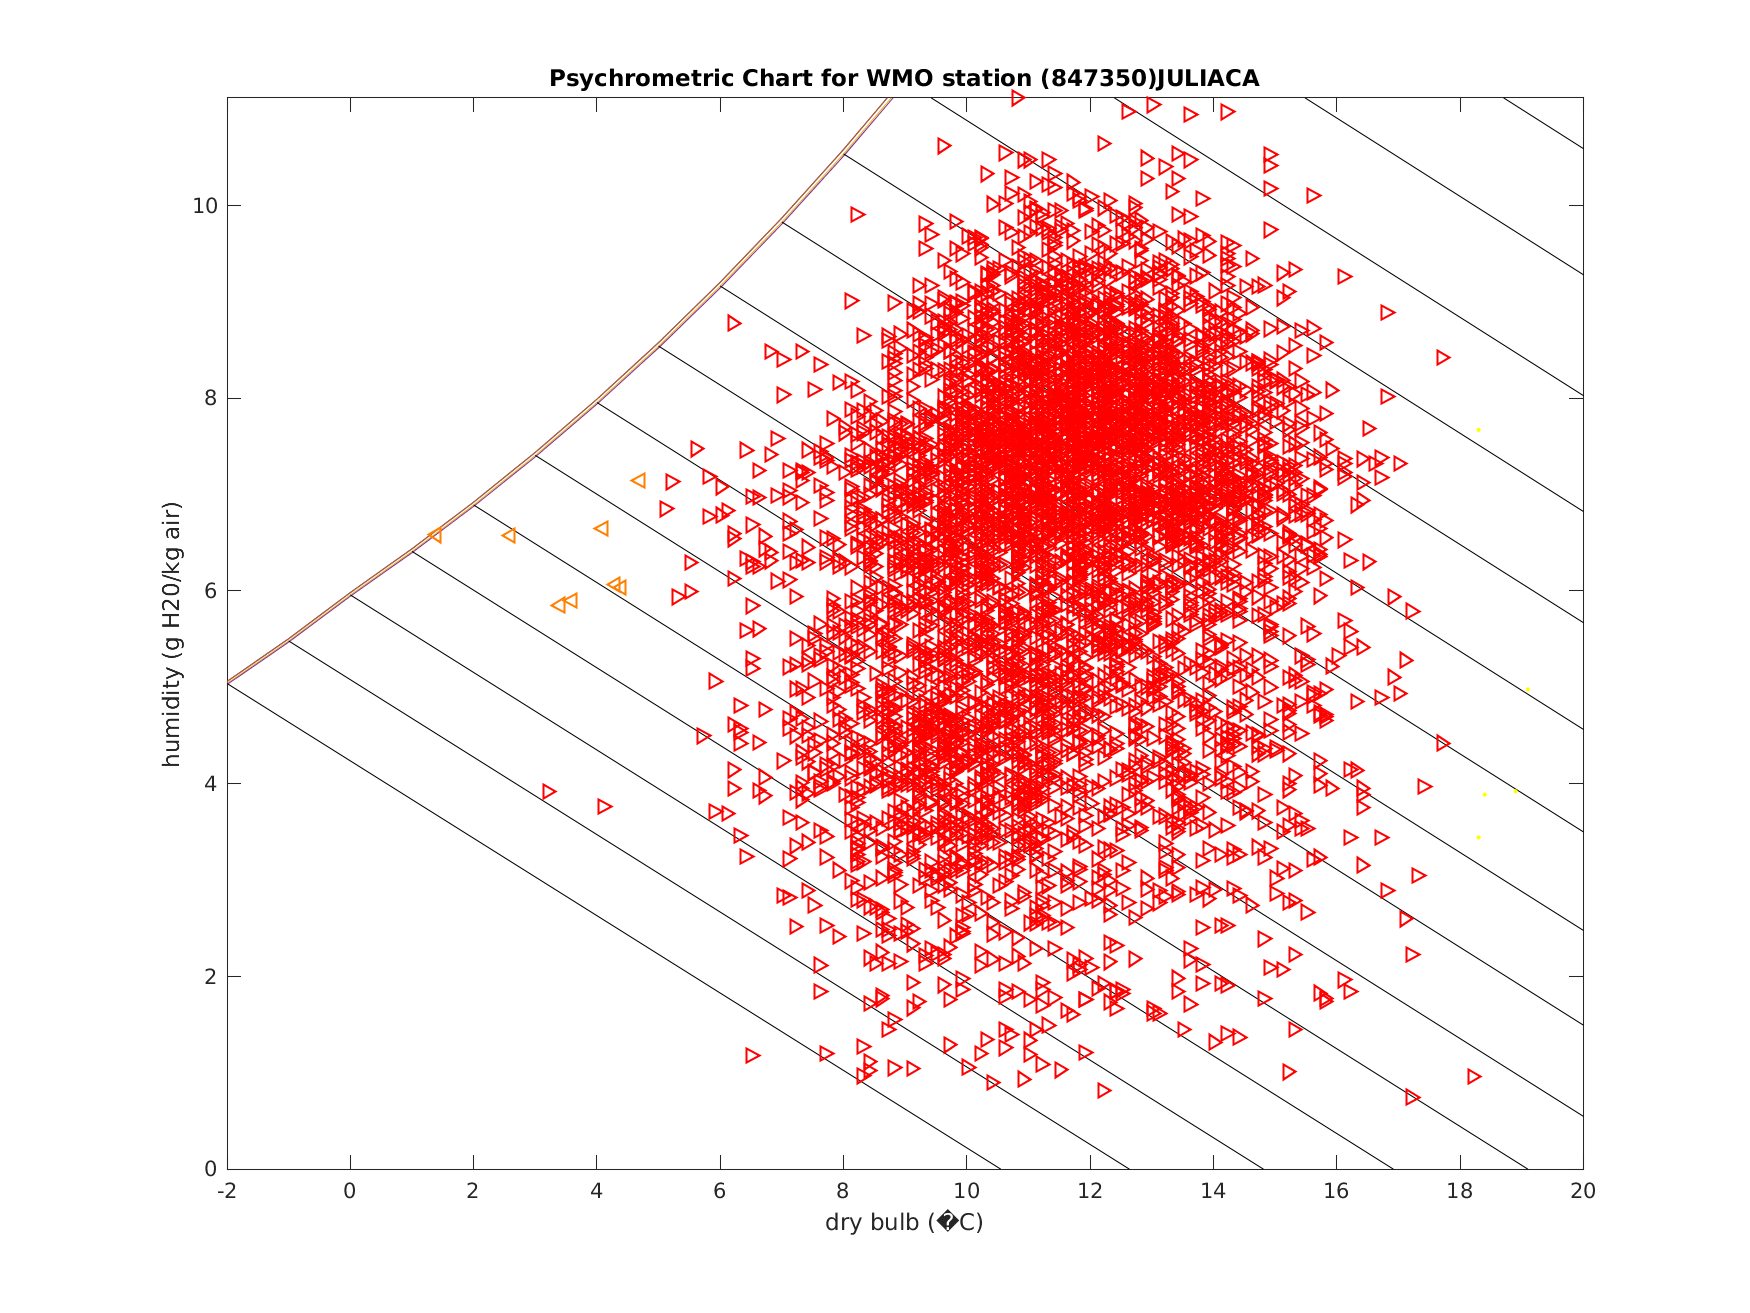 Psychrometric Chart for WMO station (847350)JULIACA
humidity (g H20/kg air)
10
8
6
4
2
0
-2 0 2 4 6 8 10 12 14 16 18 20
dry bulb (�C)